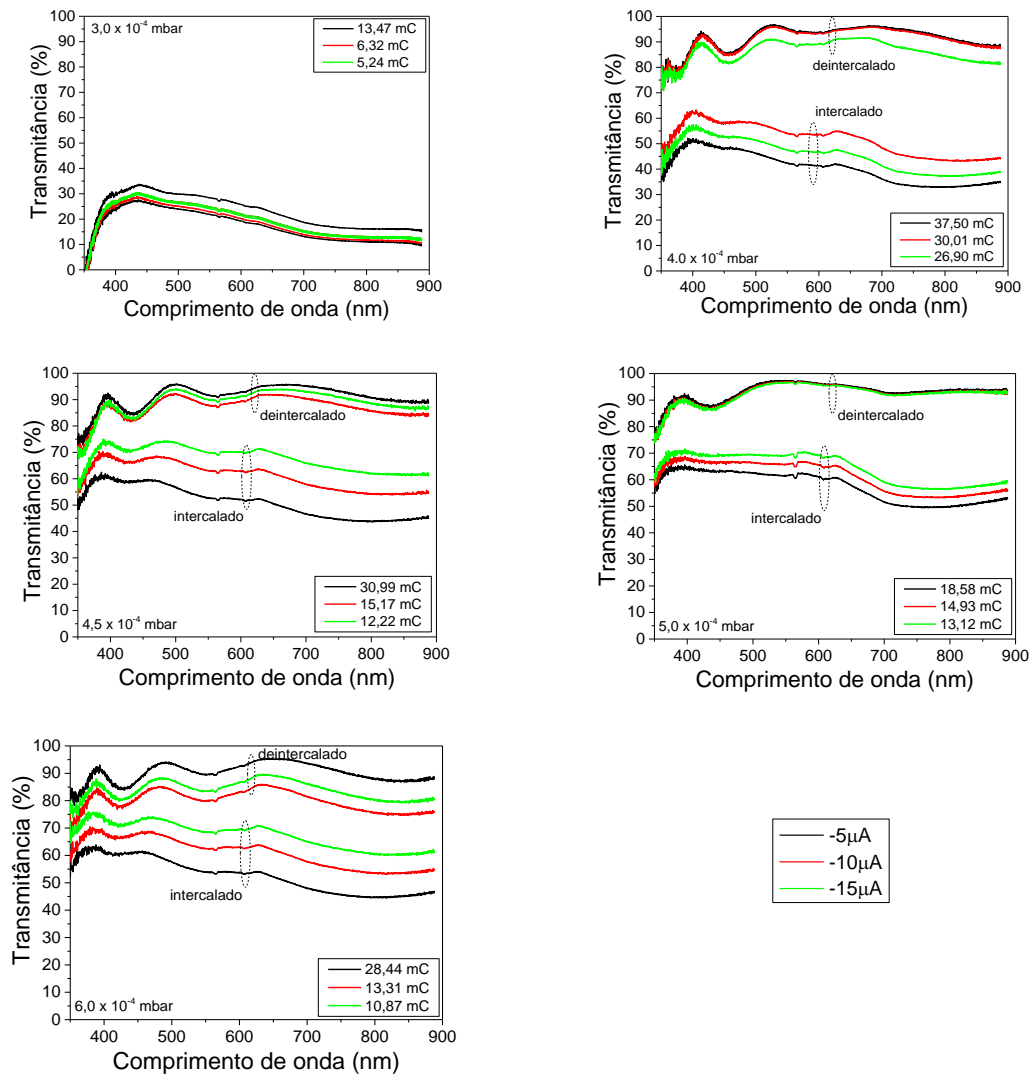 3,0 x 10⁻⁴ mbar
13,47 mC
6,32 mC
5,24 mC
Transmitância (%)
100
90
80
70
60
50
40
30
20
10
0
400 500 600 700 800 900
Comprimento de onda (nm)
100
90
80
70
60
50
40
30
20
10
0
Transmitância (%)
deintercalado
intercalado
37,50 mC
30,01 mC
26,90 mC
4.0 x 10⁻⁴ mbar
400 500 600 700 800 900
Comprimento de onda (nm)
100
90
80
70
60
50
40
30
20
10
0
Transmitância (%)
deintercalado
intercalado
30,99 mC
15,17 mC
12,22 mC
4,5 x 10⁻⁴ mbar
400 500 600 700 800 900
Comprimento de onda (nm)
100
90
80
70
60
50
40
30
20
10
0
Transmitância (%)
deintercalado
intercalado
18,58 mC
14,93 mC
13,12 mC
5,0 x 10⁻⁴ mbar
400 500 600 700 800 900
Comprimento de onda (nm)
100
90
80
70
60
50
40
30
20
10
0
Transmitância (%)
deintercalado
intercalado
28,44 mC
13,31 mC
10,87 mC
6,0 x 10⁻⁴ mbar
400 500 600 700 800 900
Comprimento de onda (nm)
-5µA
-10µA
-15µA